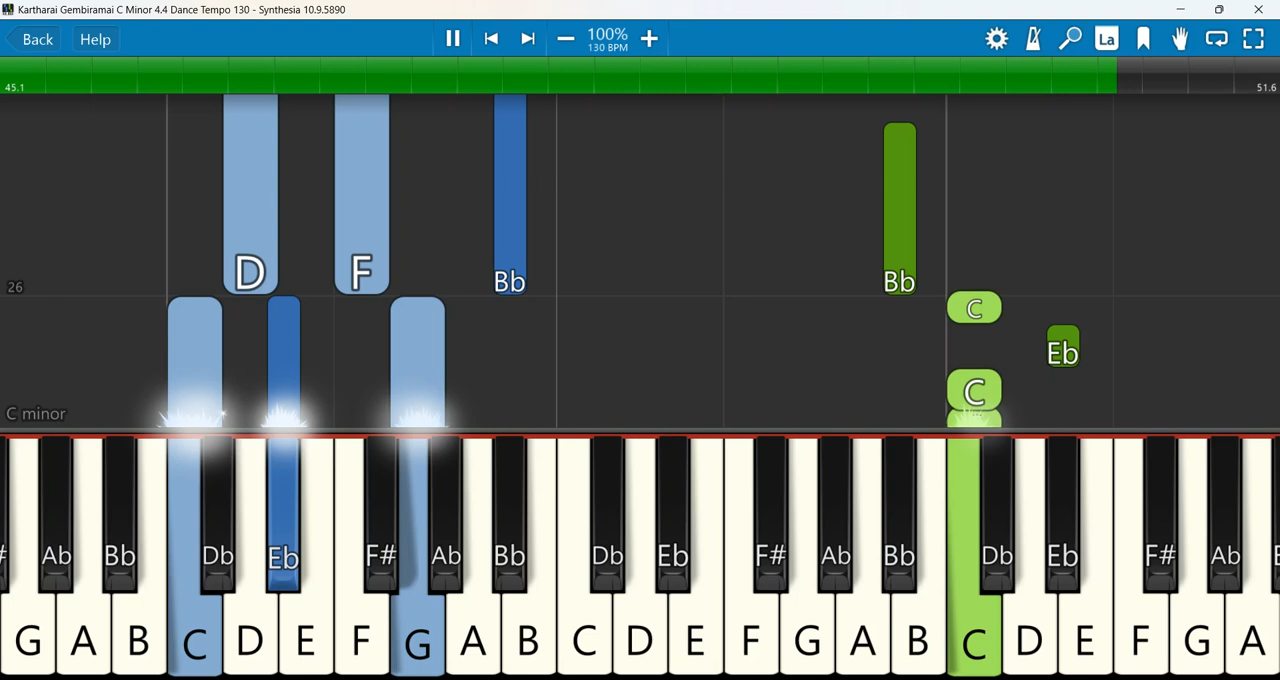 Kartharai Gembiramai C Minor 4.4 Dance Tempo 130 - Synthesia 10.9.5890
Back Help 100% La
130 BPM
45.1 51.6
D F Bb Bb
26
C
Eb
C
C minor
# Ab Bb Db Eb F# Ab Bb Db Eb F# Ab Bb Db Eb F# Ab E
G A B C D E F G A B C D E F G A B C D E F G A